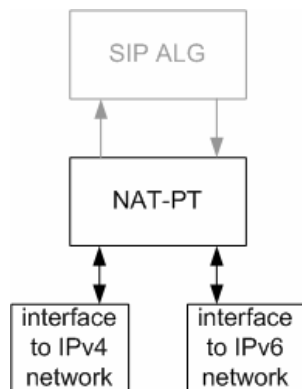 SIP ALG
NAT-PT
interface
to IPv4
network
interface
to IPv6
network